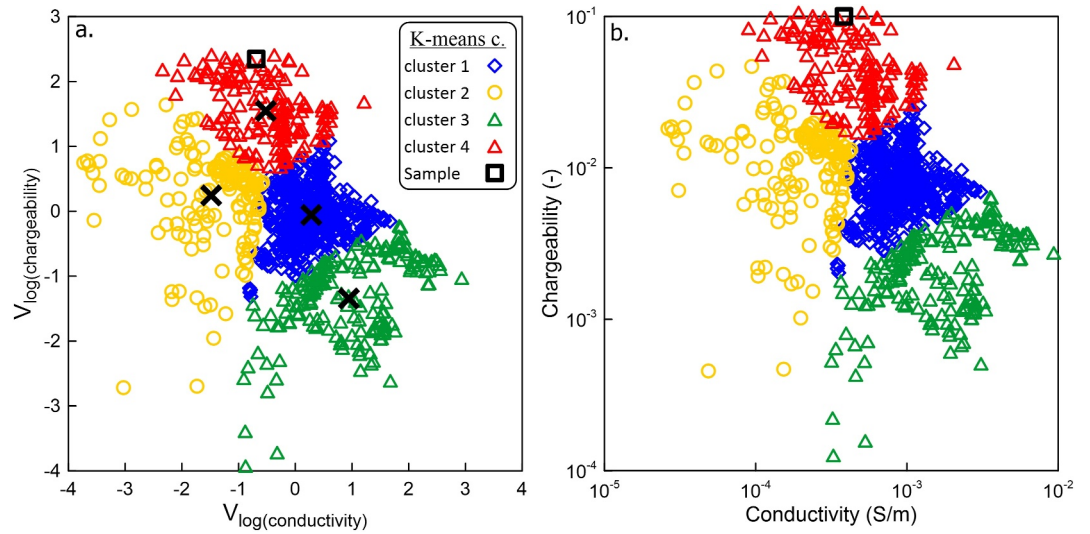 a.
K-means c.
cluster 1
cluster 2
cluster 3
cluster 4
Sample
3
2
1
0
-1
-2
-3
-4
V log(chargeability)
-4
-3
-2
-1
0
1
2
3
4
V log(conductivity)
b.
10-1
10-2
10-3
10-4
Chargeability (-)
10-5
10-4
10-3
10-2
Conductivity (S/m)